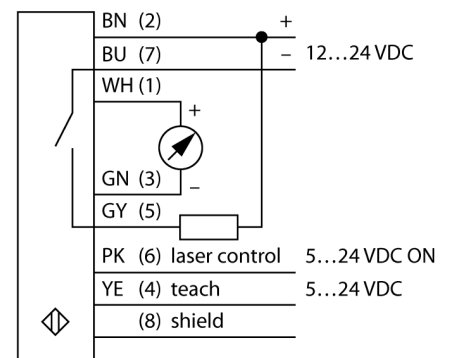 BN (2) +
BU (7) – 12…24 VDC
WH (1)
+
GN (3) –
GY (5)
PK (6) laser control 5…24 VDC ON
YE (4) teach 5…24 VDC
(8) shield